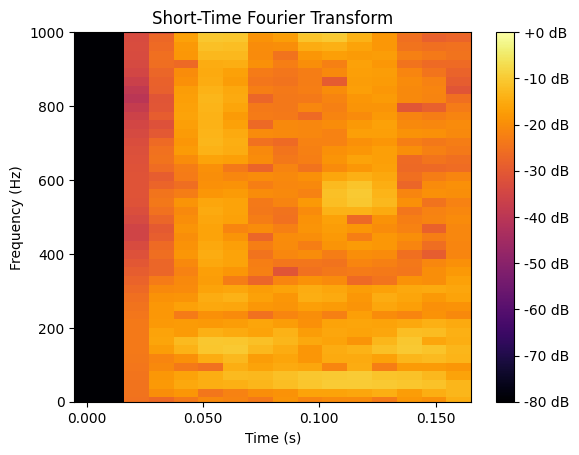 Short-Time Fourier Transform
1000
800
600
400
200
0
Frequency (Hz)
0.000
0.050
0.100
0.150
Time (s)
+0 dB
-10 dB
-20 dB
-30 dB
-40 dB
-50 dB
-60 dB
-70 dB
-80 dB